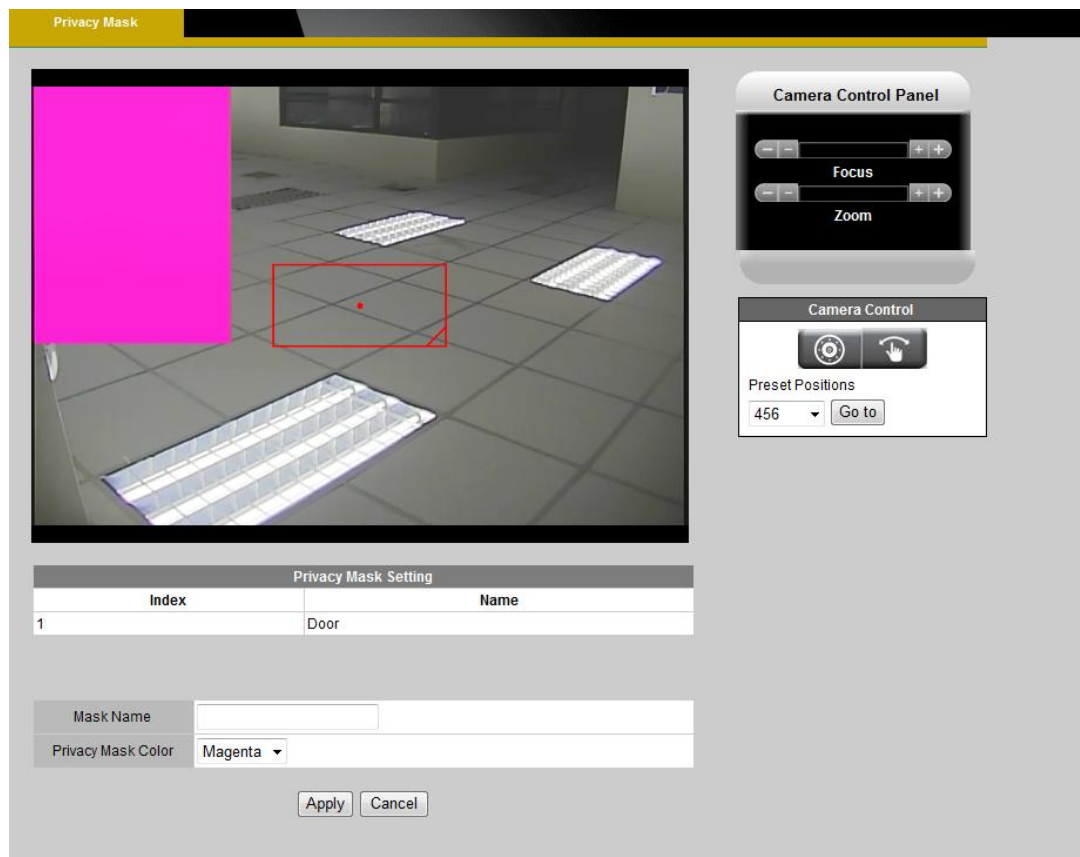 Privacy Mask
Camera Control Panel
Focus
Zoom
Camera Control
Preset Positions
456 Go to
Privacy Mask Setting
Index Name
1 Door
Mask Name
Privacy Mask Color Magenta
Apply Cancel